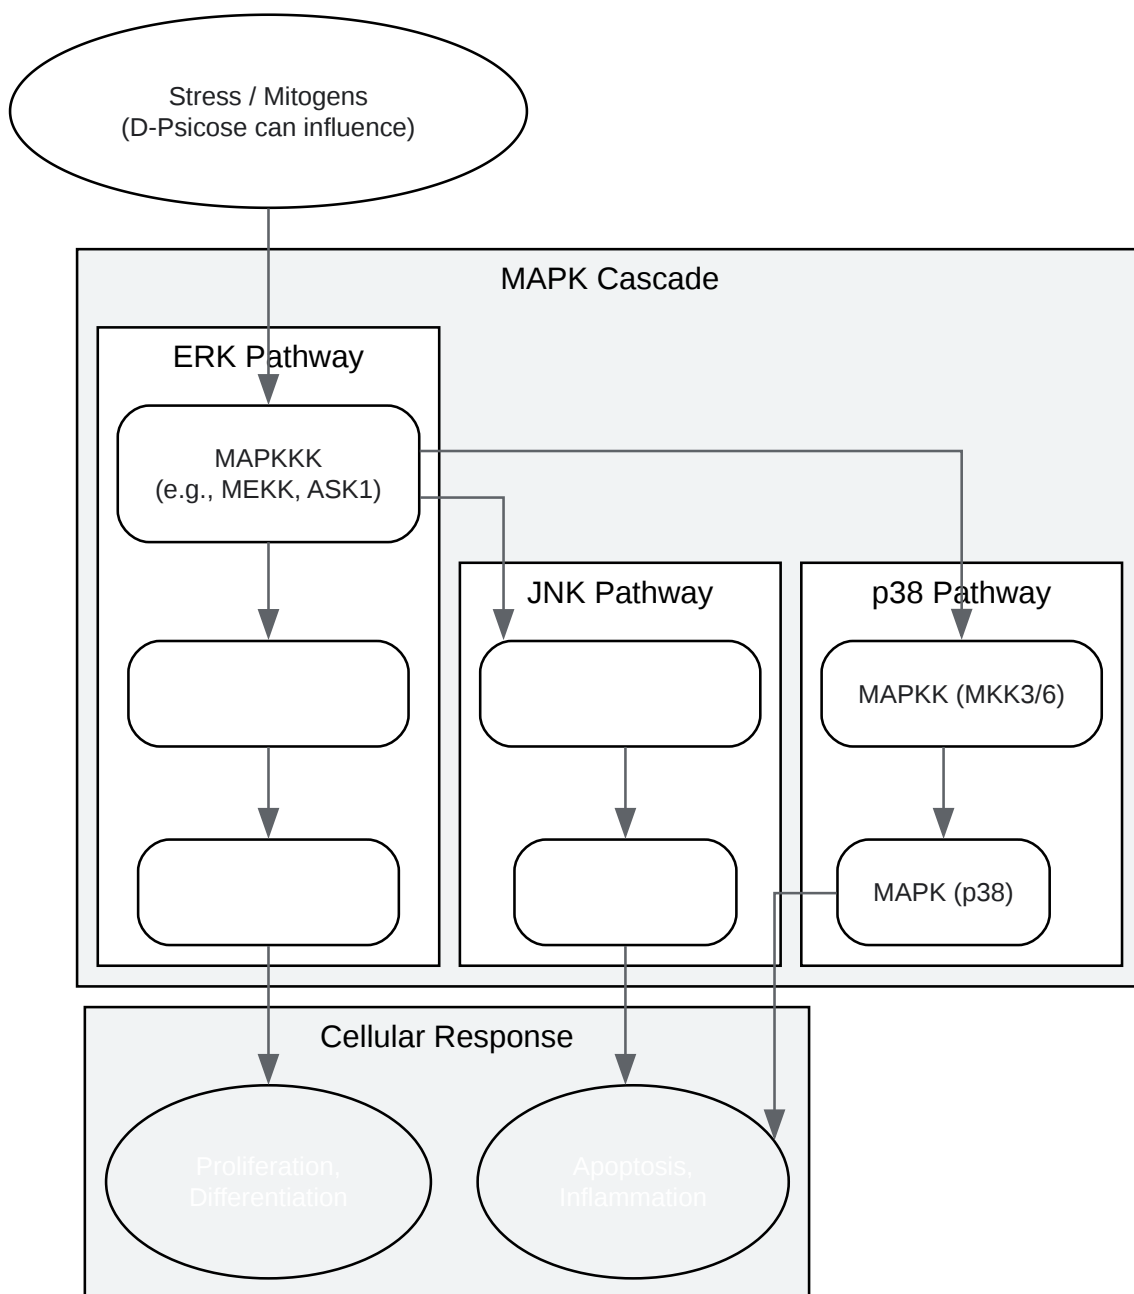 Stress / Mitogens
(D-Psicose can influence)
MAPK Cascade
ERK Pathway
MAPKKK
(e.g., MEKK, ASK1)
JNK Pathway
p38 Pathway
MAPKK (MKK3/6)
MAPK (p38)
Cellular Response
Proliferation,
Differentiation
Apoptosis,
Inflammation